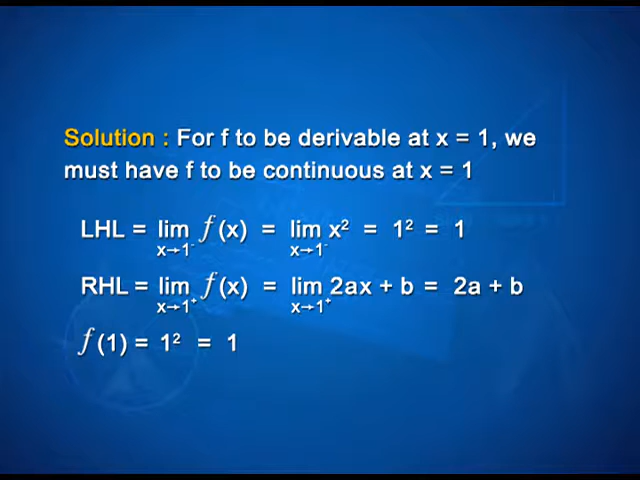 Solution : For f to be derivable at x = 1, we
must have f to be continuous at x = 1
LHL = lim f(x) = lim x² = 1² = 1
x→1⁻ x→1⁻
RHL = lim f(x) = lim 2ax + b = 2a + b
x→1⁺ x→1⁺
f(1) = 1² = 1